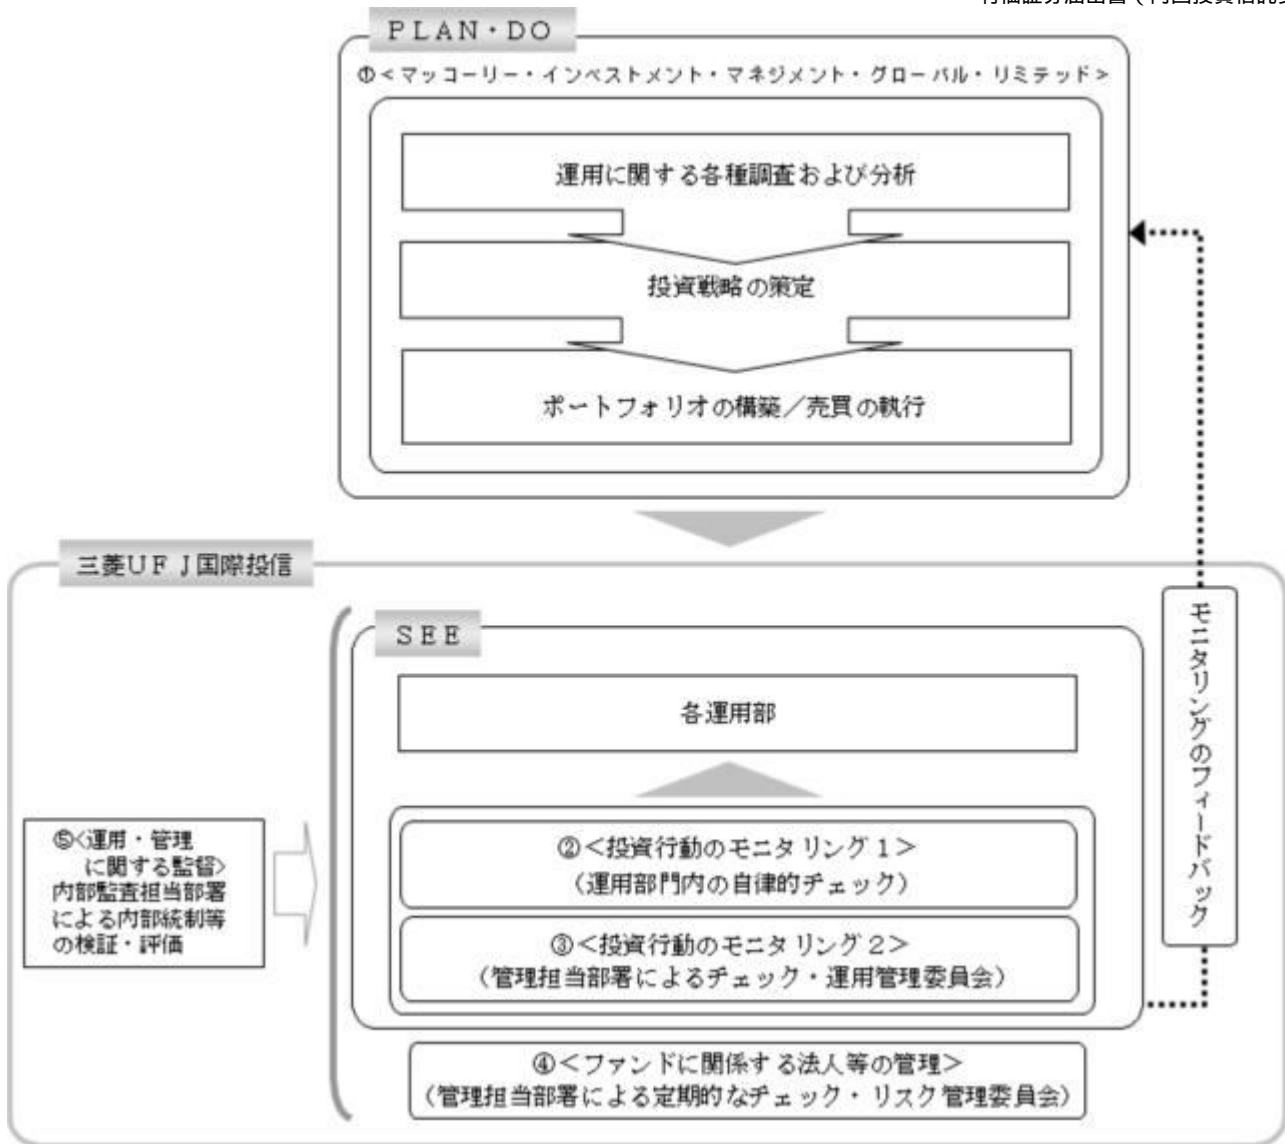 PLAN・DO
①<マッコーリー・インベストメント・マネジメント・グローバル・リミテッド>
運用に関する各種調査および分析
投資戦略の策定
ポートフォリオの構築／売買の執行
三菱UFJ国際投信
SEE
各運用部
②<投資行動のモニタリング1>
(運用部門内の自律的チェック)
③<投資行動のモニタリング2>
(管理担当部署によるチェック・運用管理委員会)
④<ファンドに関係する法人等の管理>
(管理担当部署による定期的なチェック・リスク管理委員会)
⑤<運用・管理
に関する監督>
内部監査担当部署
による内部統制等
の検証・評価
モニタリングのフィードバック